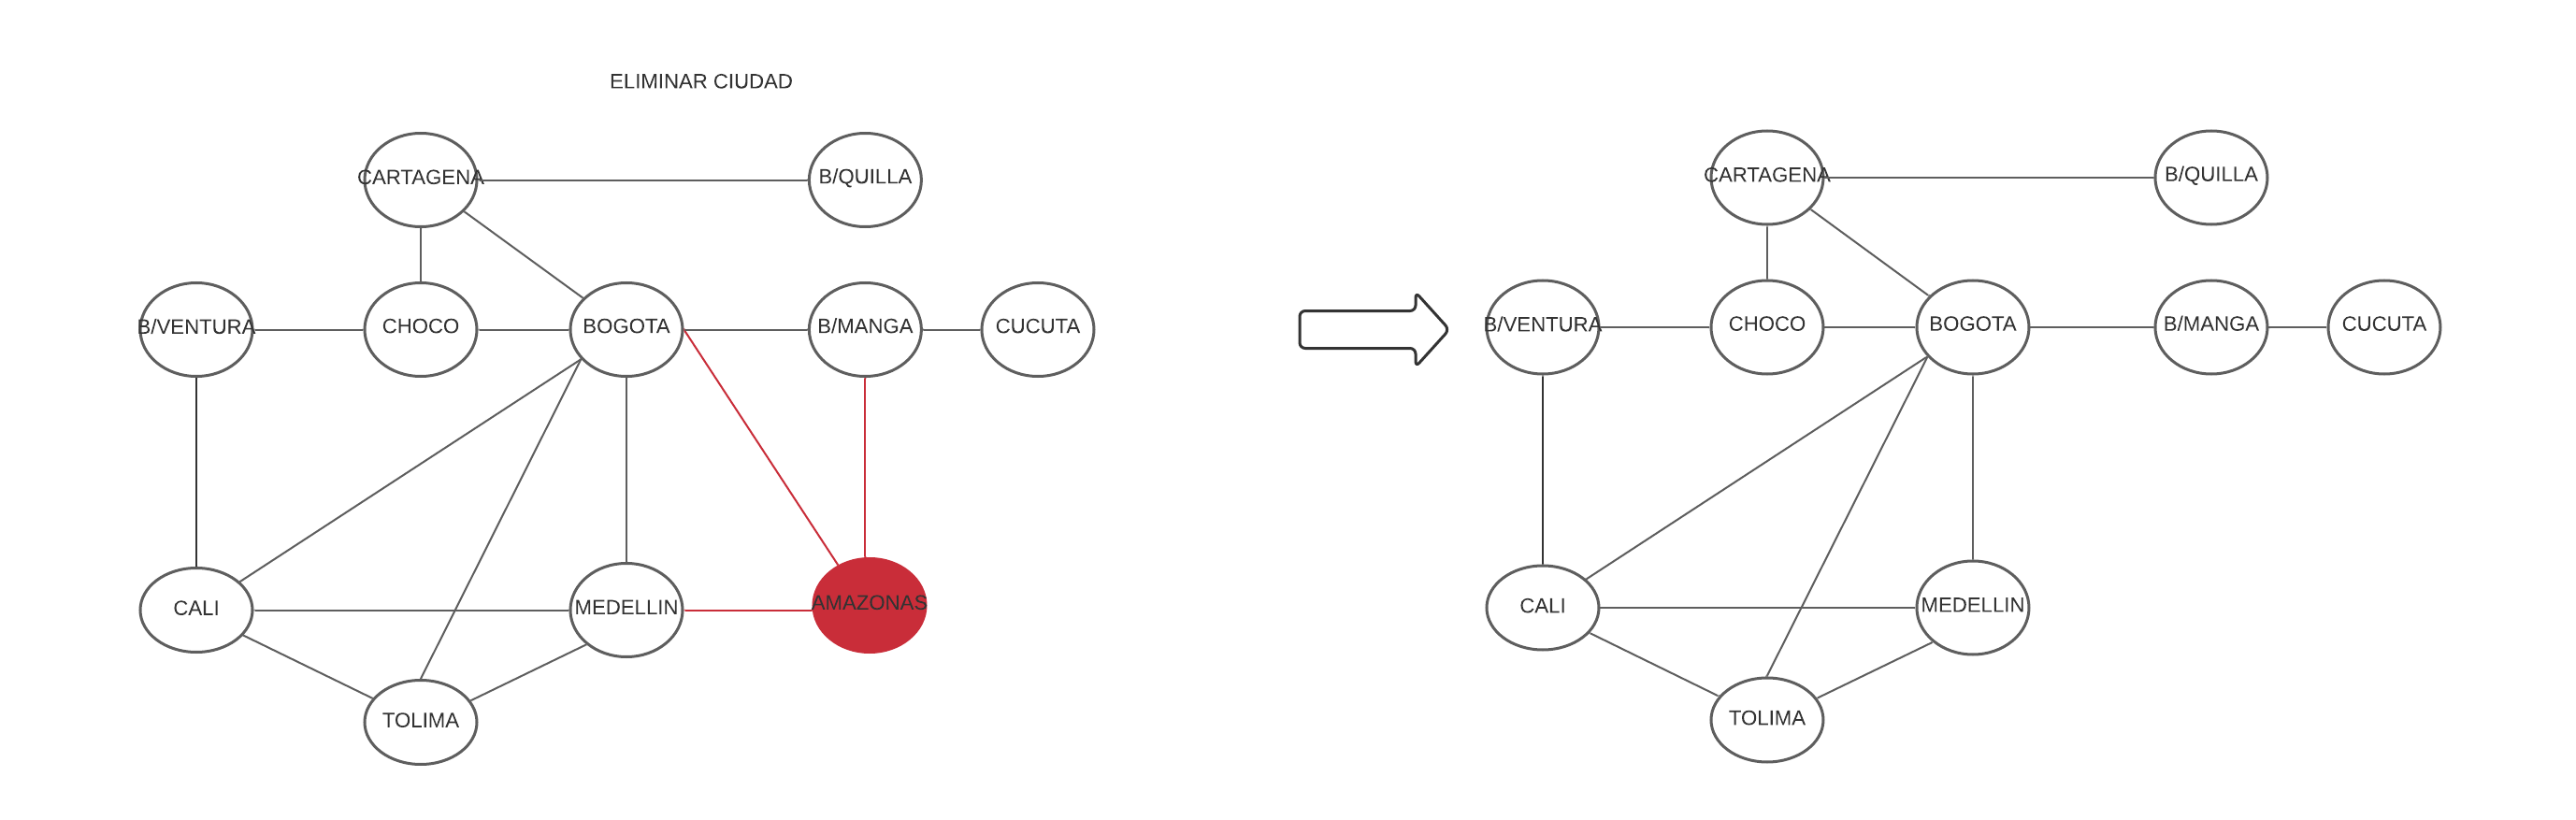 ELIMINAR CIUDAD
CARTAGENA
B/QUILLA
B/VENTURA
CHOCO
BOGOTA
B/MANGA
CUCUTA
CALI
MEDELLIN
AMAZONAS
TOLIMA
CARTAGENA
B/QUILLA
B/VENTURA
CHOCO
BOGOTA
B/MANGA
CUCUTA
CALI
MEDELLIN
TOLIMA